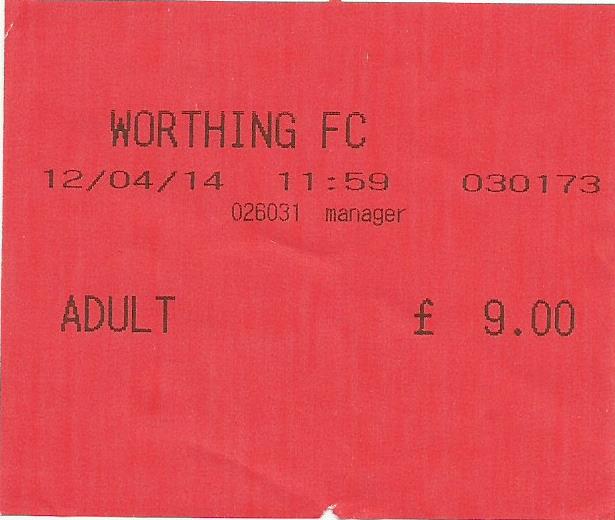 WORTHING FC
12/04/14 11:59 030173
026031 manager
ADULT £ 9.00